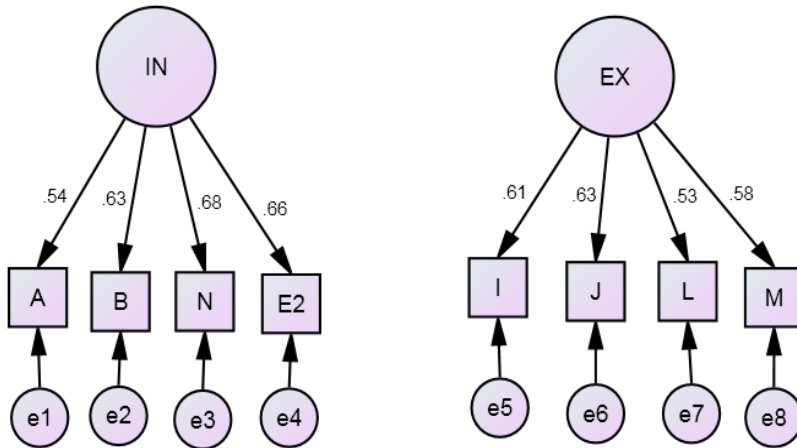 IN
EX
.54
.63
.68
.66
.61
.63
.53
.58
A
B
N
E2
I
J
L
M
e1
e2
e3
e4
e5
e6
e7
e8